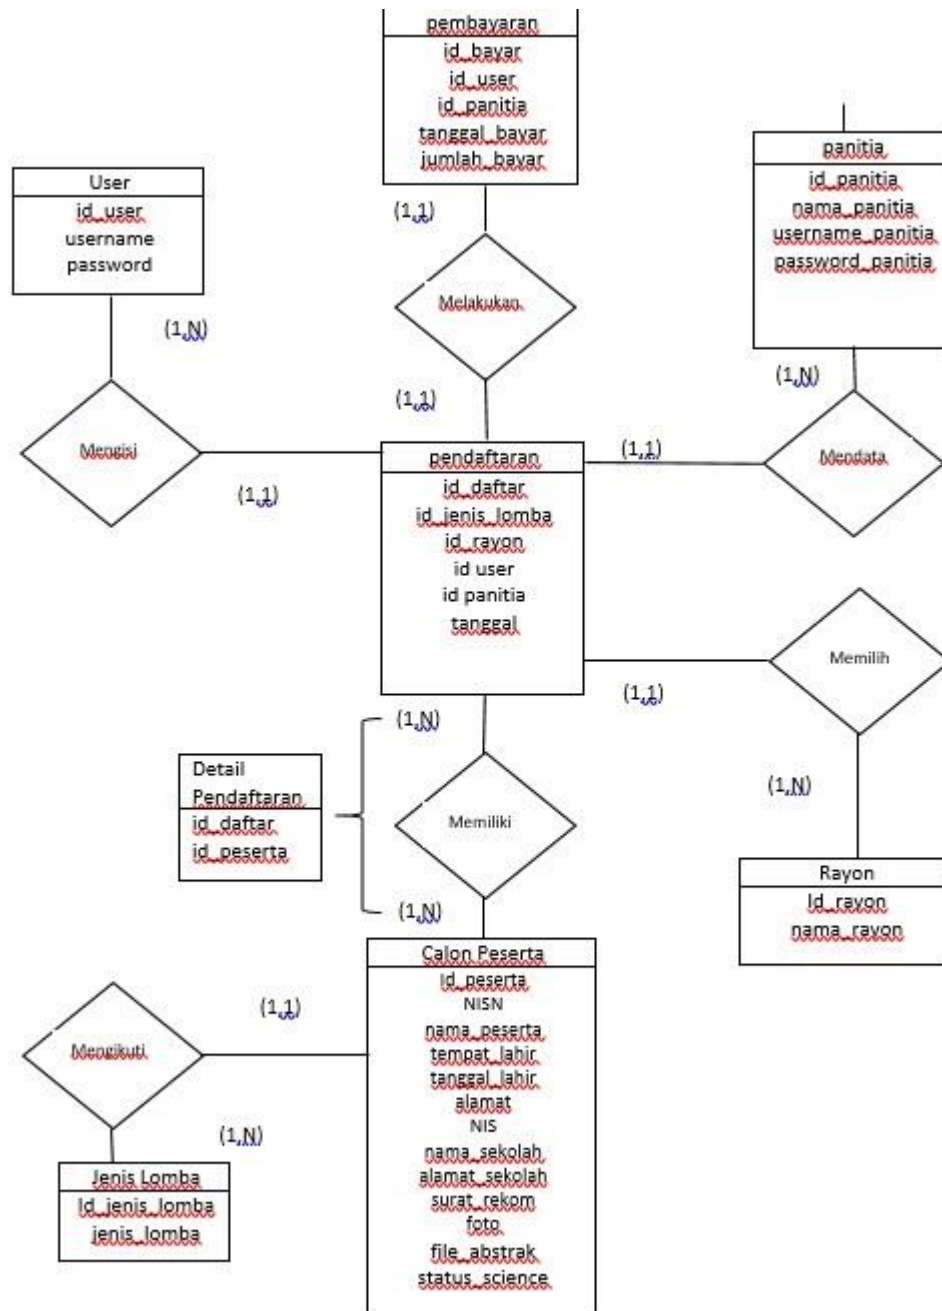 pembayaran
id_bayar
id_user
id_panitia
tanggal_bayar
jumlah_bayar
panitia
id_panitia
nama_panitia
username_panitia
password_panitia
User
id_user
username
password
(1,1)
Melakukan
(1,N)
(1,N)
(1,1)
Mengisi
(1,1)
pendaftaran
id_daftar
id_jenis_lomba
id_rayon
id user
id panitia
tanggal
(1,1)
Mendata
Memilih
(1,1)
(1,N)
(1,N)
Detail
Pendaftaran
id_daftar
id_peserta
Memiliki
(1,N)
Rayon
Id_rayon
nama_rayon
Calon Peserta
Id_peserta
NISN
nama_peserta
tempat_lahir
tanggal_lahir
alamat
NIS
nama_sekolah
alamat_sekolah
surat_rekom
foto
file_abstrak
status_science
(1,1)
Mengikuti
(1,N)
Jenis Lomba
Id_jenis_lomba
jenis_lomba